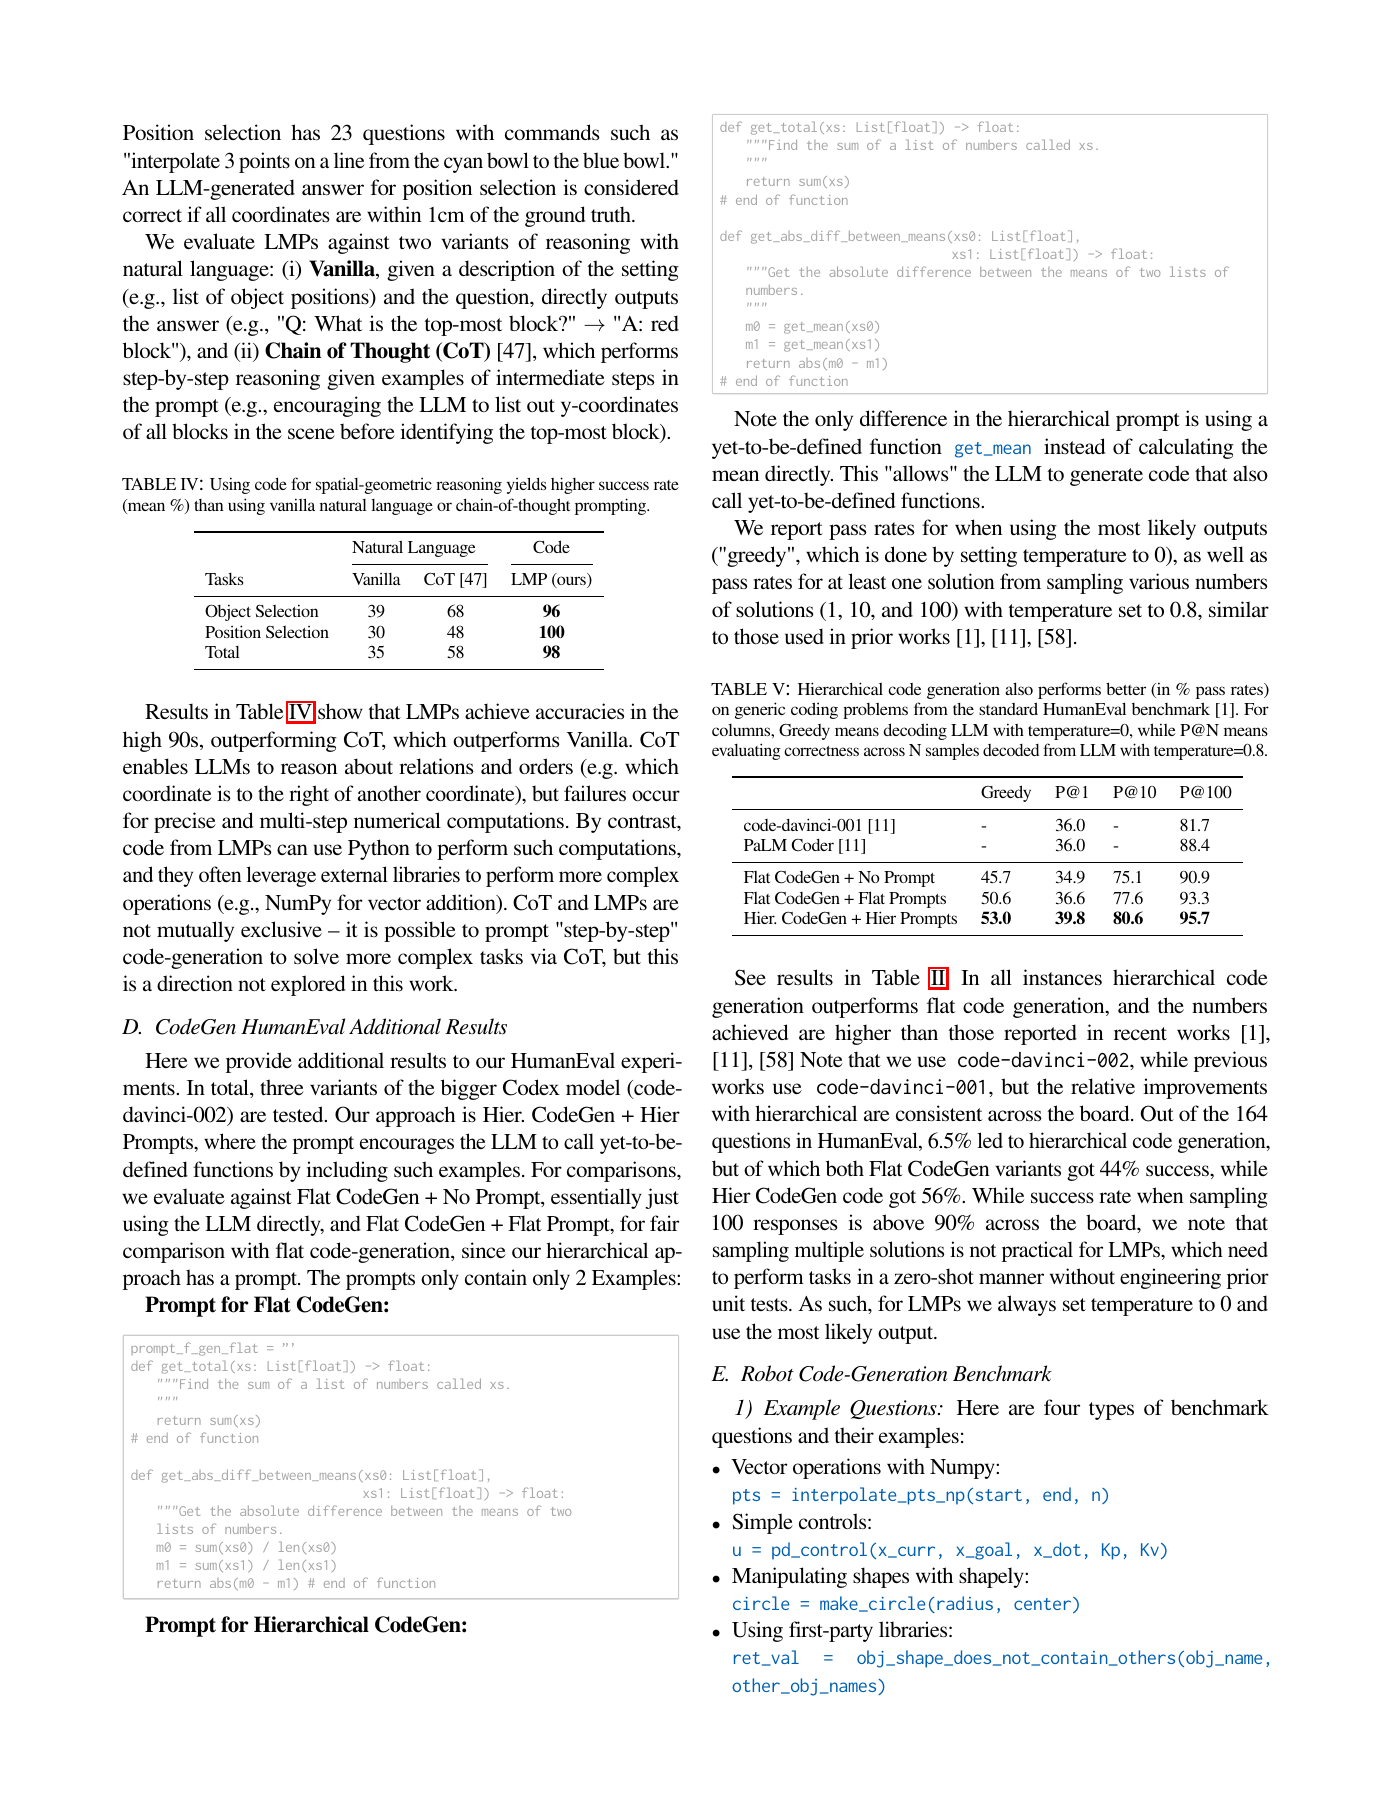 Position selection has 23 questions with commands such as
"interpolate 3 points on a line from the cyan bowl to the blue bowl."
An LLM-generated answer for position selection is considered
correct if all coordinates are within 1cm of the ground truth.
We evaluate LMPs against two variants of reasoning with
natural language: (i) Vanilla, given a description of the setting
(e.g., list of object positions) and the question, directly outputs
the answer (e.g., "Q: What is the top-most block?" → "A: red
block"), and (ii) Chain of Thought (CoT) [47], which performs
step-by-step reasoning given examples of intermediate steps in
the prompt (e.g., encouraging the LLM to list out y-coordinates
of all blocks in the scene before identifying the top-most block).
TABLE IV: Using code for spatial-geometric reasoning yields higher success rate
(mean %) than using vanilla natural language or chain-of-thought prompting.
Natural Language Code
Tasks Vanilla CoT [47] LMP (ours)
Object Selection 39 68 96
Position Selection 30 48 100
Total 35 58 98
Results in Table IV show that LMPs achieve accuracies in the
high 90s, outperforming CoT, which outperforms Vanilla. CoT
enables LLMs to reason about relations and orders (e.g. which
coordinate is to the right of another coordinate), but failures occur
for precise and multi-step numerical computations. By contrast,
code from LMPs can use Python to perform such computations,
and they often leverage external libraries to perform more complex
operations (e.g., NumPy for vector addition). CoT and LMPs are
not mutually exclusive – it is possible to prompt "step-by-step"
code-generation to solve more complex tasks via CoT, but this
is a direction not explored in this work.
D. CodeGen HumanEval Additional Results
Here we provide additional results to our HumanEval experi-
ments. In total, three variants of the bigger Codex model (code-
davinci-002) are tested. Our approach is Hier. CodeGen + Hier
Prompts, where the prompt encourages the LLM to call yet-to-be-
defined functions by including such examples. For comparisons,
we evaluate against Flat CodeGen + No Prompt, essentially just
using the LLM directly, and Flat CodeGen + Flat Prompt, for fair
comparison with flat code-generation, since our hierarchical ap-
proach has a prompt. The prompts only contain only 2 Examples:
Prompt for Flat CodeGen:
prompt_f_gen_flat = ”’
def get_total(xs: List[float]) -> float:
"""Find the sum of a list of numbers called xs.
"""
return sum(xs)
# end of function
def get_abs_diff_between_means(xs0: List[float],
xs1: List[float]) -> float:
"""Get the absolute difference between the means of two
lists of numbers.
m0 = sum(xs0) / len(xs0)
m1 = sum(xs1) / len(xs1)
return abs(m0 - m1) # end of function
Prompt for Hierarchical CodeGen:
def get_total(xs: List[float]) -> float:
"""Find the sum of a list of numbers called xs.
"""
return sum(xs)
# end of function
def get_abs_diff_between_means(xs0: List[float],
xs1: List[float]) -> float:
"""Get the absolute difference between the means of two lists of
numbers.
"""
m0 = get_mean(xs0)
m1 = get_mean(xs1)
return abs(m0 - m1)
# end of function
Note the only difference in the hierarchical prompt is using a
yet-to-be-defined function get_mean instead of calculating the
mean directly. This "allows" the LLM to generate code that also
call yet-to-be-defined functions.
We report pass rates for when using the most likely outputs
("greedy", which is done by setting temperature to 0), as well as
pass rates for at least one solution from sampling various numbers
of solutions (1, 10, and 100) with temperature set to 0.8, similar
to those used in prior works [1], [11], [58].
TABLE V: Hierarchical code generation also performs better (in % pass rates)
on generic coding problems from the standard HumanEval benchmark [1]. For
columns, Greedy means decoding LLM with temperature=0, while P@N means
evaluating correctness across N samples decoded from LLM with temperature=0.8.
Greedy P@1 P@10 P@100
code-davinci-001 [11] - 36.0 - 81.7
PaLM Coder [11] - 36.0 - 88.4
Flat CodeGen + No Prompt 45.7 34.9 75.1 90.9
Flat CodeGen + Flat Prompts 50.6 36.6 77.6 93.3
Hier. CodeGen + Hier Prompts 53.0 39.8 80.6 95.7
See results in Table II In all instances hierarchical code
generation outperforms flat code generation, and the numbers
achieved are higher than those reported in recent works [1],
[11], [58] Note that we use code-davinci-002, while previous
works use code-davinci-001, but the relative improvements
with hierarchical are consistent across the board. Out of the 164
questions in HumanEval, 6.5% led to hierarchical code generation,
but of which both Flat CodeGen variants got 44% success, while
Hier CodeGen code got 56%. While success rate when sampling
100 responses is above 90% across the board, we note that
sampling multiple solutions is not practical for LMPs, which need
to perform tasks in a zero-shot manner without engineering prior
unit tests. As such, for LMPs we always set temperature to 0 and
use the most likely output.
E. Robot Code-Generation Benchmark
1) Example Questions: Here are four types of benchmark
questions and their examples:
• Vector operations with Numpy:
pts = interpolate_pts_np(start, end, n)
• Simple controls:
u = pd_control(x_curr, x_goal, x_dot, Kp, Kv)
• Manipulating shapes with shapely:
circle = make_circle(radius, center)
• Using first-party libraries:
ret_val = obj_shape_does_not_contain_others(obj_name,
other_obj_names)